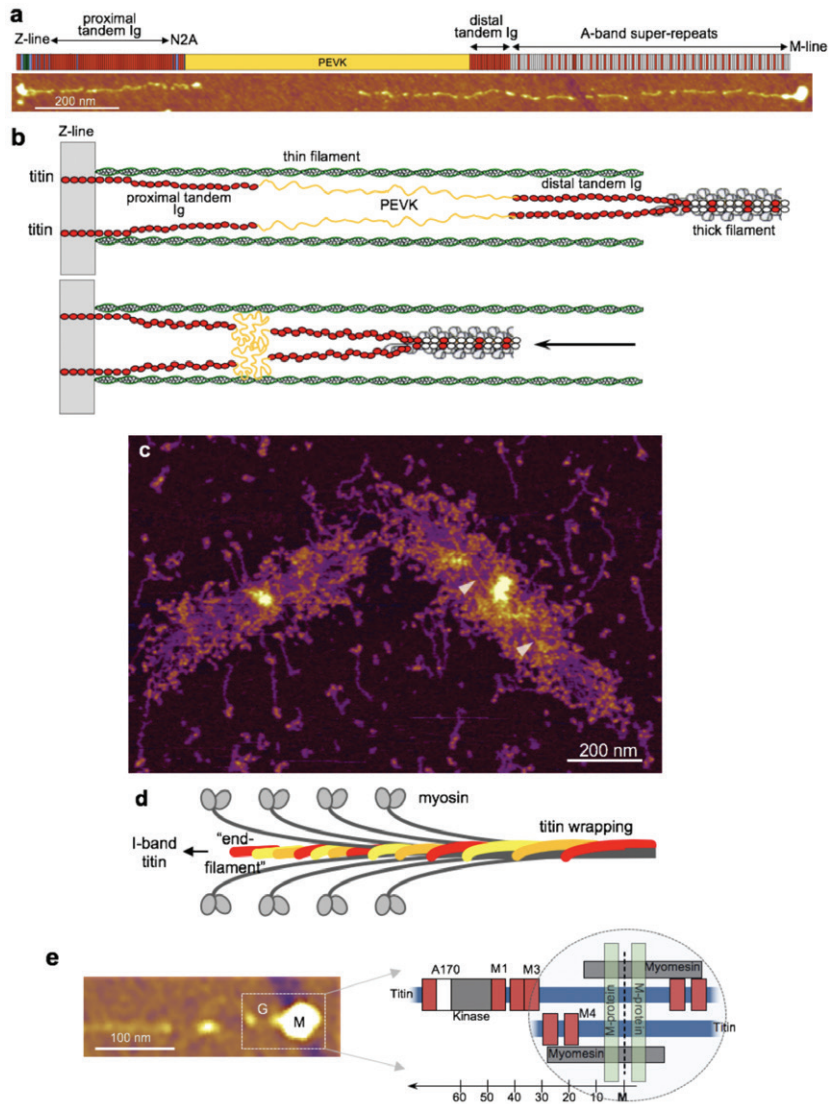 a
proximal
tandem Ig
distal
tandem Ig
Z-line
N2A
A-band super-repeats
M-line
PEVK
200 nm
b
Z-line
thin filament
titin
proximal tandem
Ig
PEVK
distal tandem Ig
titin
thick filament
c
200 nm
d
myosin
I-band
titin
"end-
filament"
titin wrapping
e
G
M
100 nm
A170
M1
M3
Myomesin
Titin
Kinase
M-protein
M-protein
M4
Titin
Myomesin
60 50 40 30 20 10 M